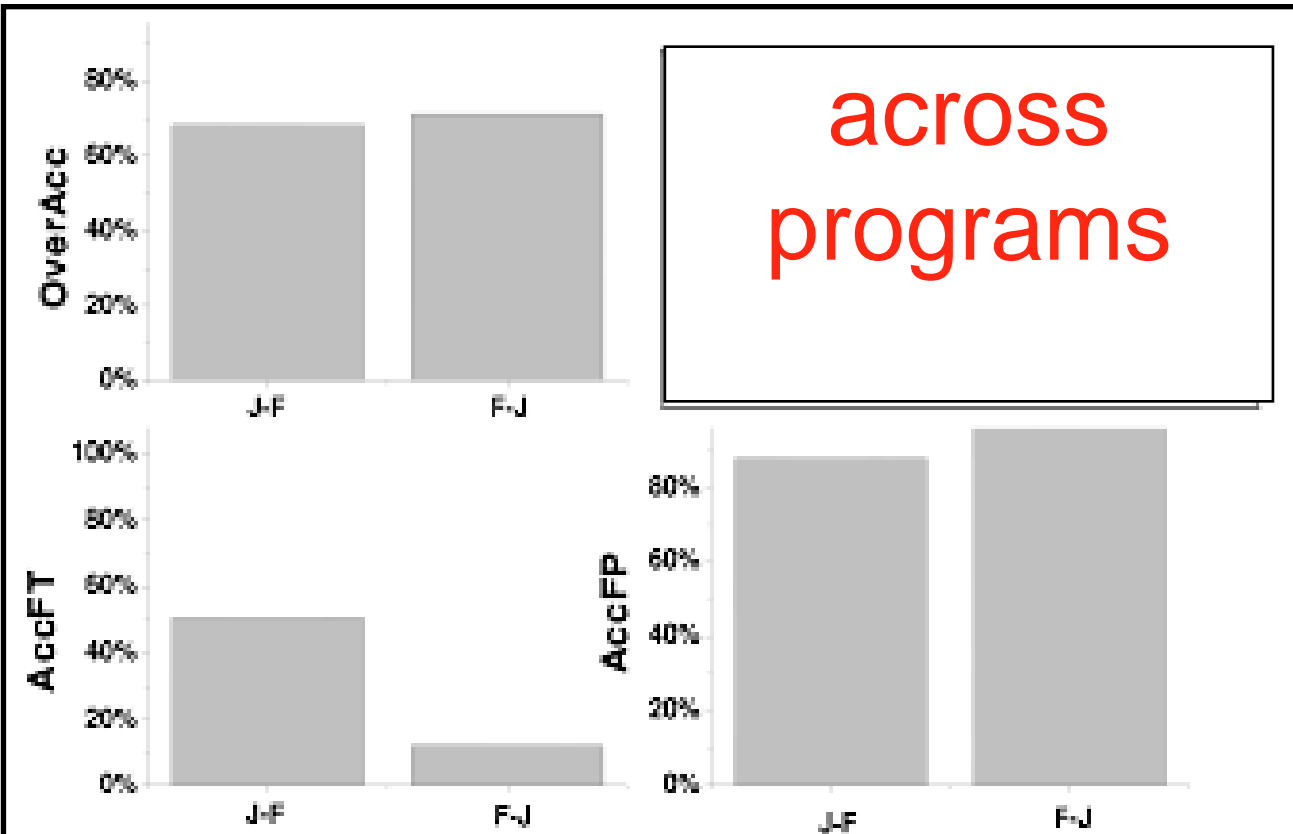 OverAcc
80%
60%
40%
20%
0%
J-F
F-J
across
programs
AccFT
100%
80%
60%
40%
20%
0%
J-F
F-J
AccFP
80%
60%
40%
20%
0%
J-F
F-J